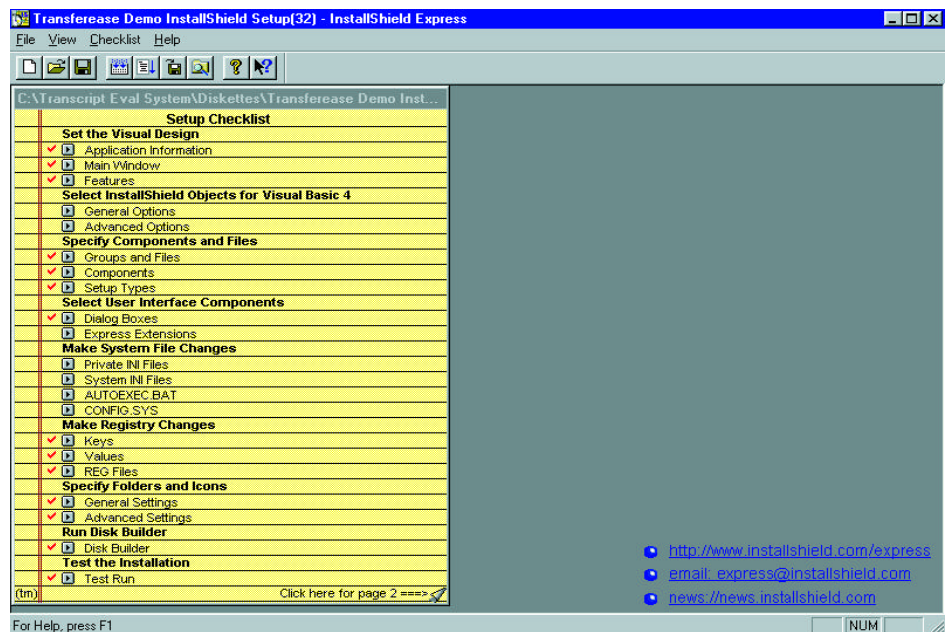 Transferease Demo InstallShield Setup(32) - InstallShield Express
File View Checklist Help
C:\Transcript Eval System\Diskettes\Transferease Demo Inst...
Setup Checklist
Set the Visual Design
Application Information
Main Window
Features
Select InstallShield Objects for Visual Basic 4
General Options
Advanced Options
Specify Components and Files
Groups and Files
Components
Setup Types
Select User Interface Components
Dialog Boxes
Express Extensions
Make System File Changes
Private INI Files
System INI Files
AUTOEXEC.BAT
CONFIG.SYS
Make Registry Changes
Keys
Values
REG Files
Specify Folders and Icons
General Settings
Advanced Settings
Run Disk Builder
Disk Builder
Test the Installation
Test Run
(tm) Click here for page 2 ===>
http://www.installshield.com/express
email: express@installshield.com
news://news.installshield.com
For Help, press F1
NUM